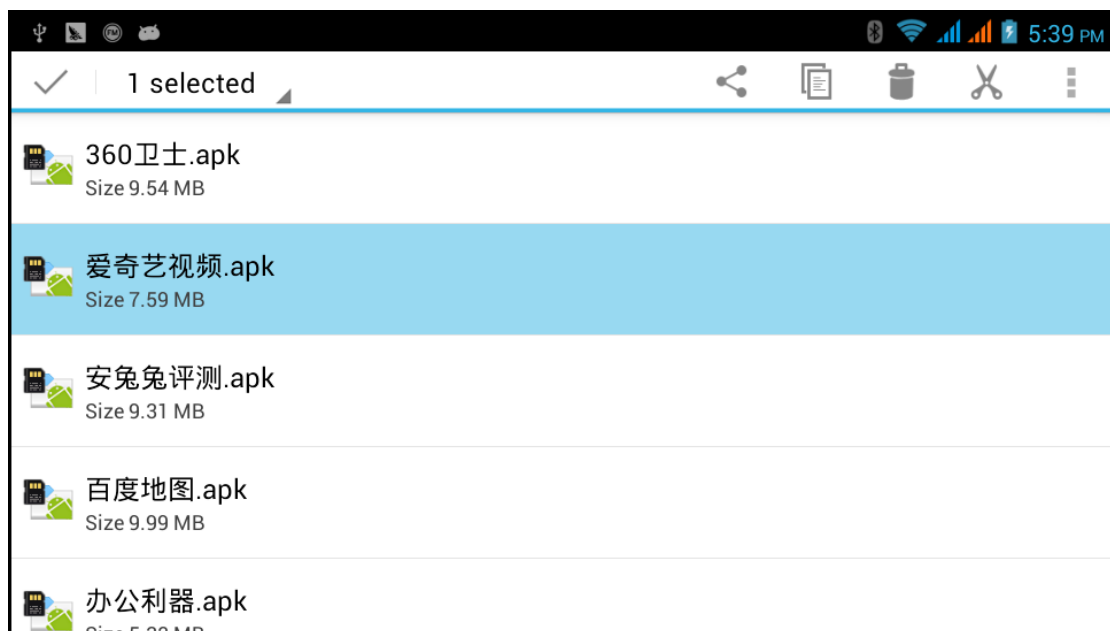 5:39 PM
1 selected
360卫士.apk
Size 9.54 MB
爱奇艺视频.apk
Size 7.59 MB
安兔兔评测.apk
Size 9.31 MB
百度地图.apk
Size 9.99 MB
办公利器.apk